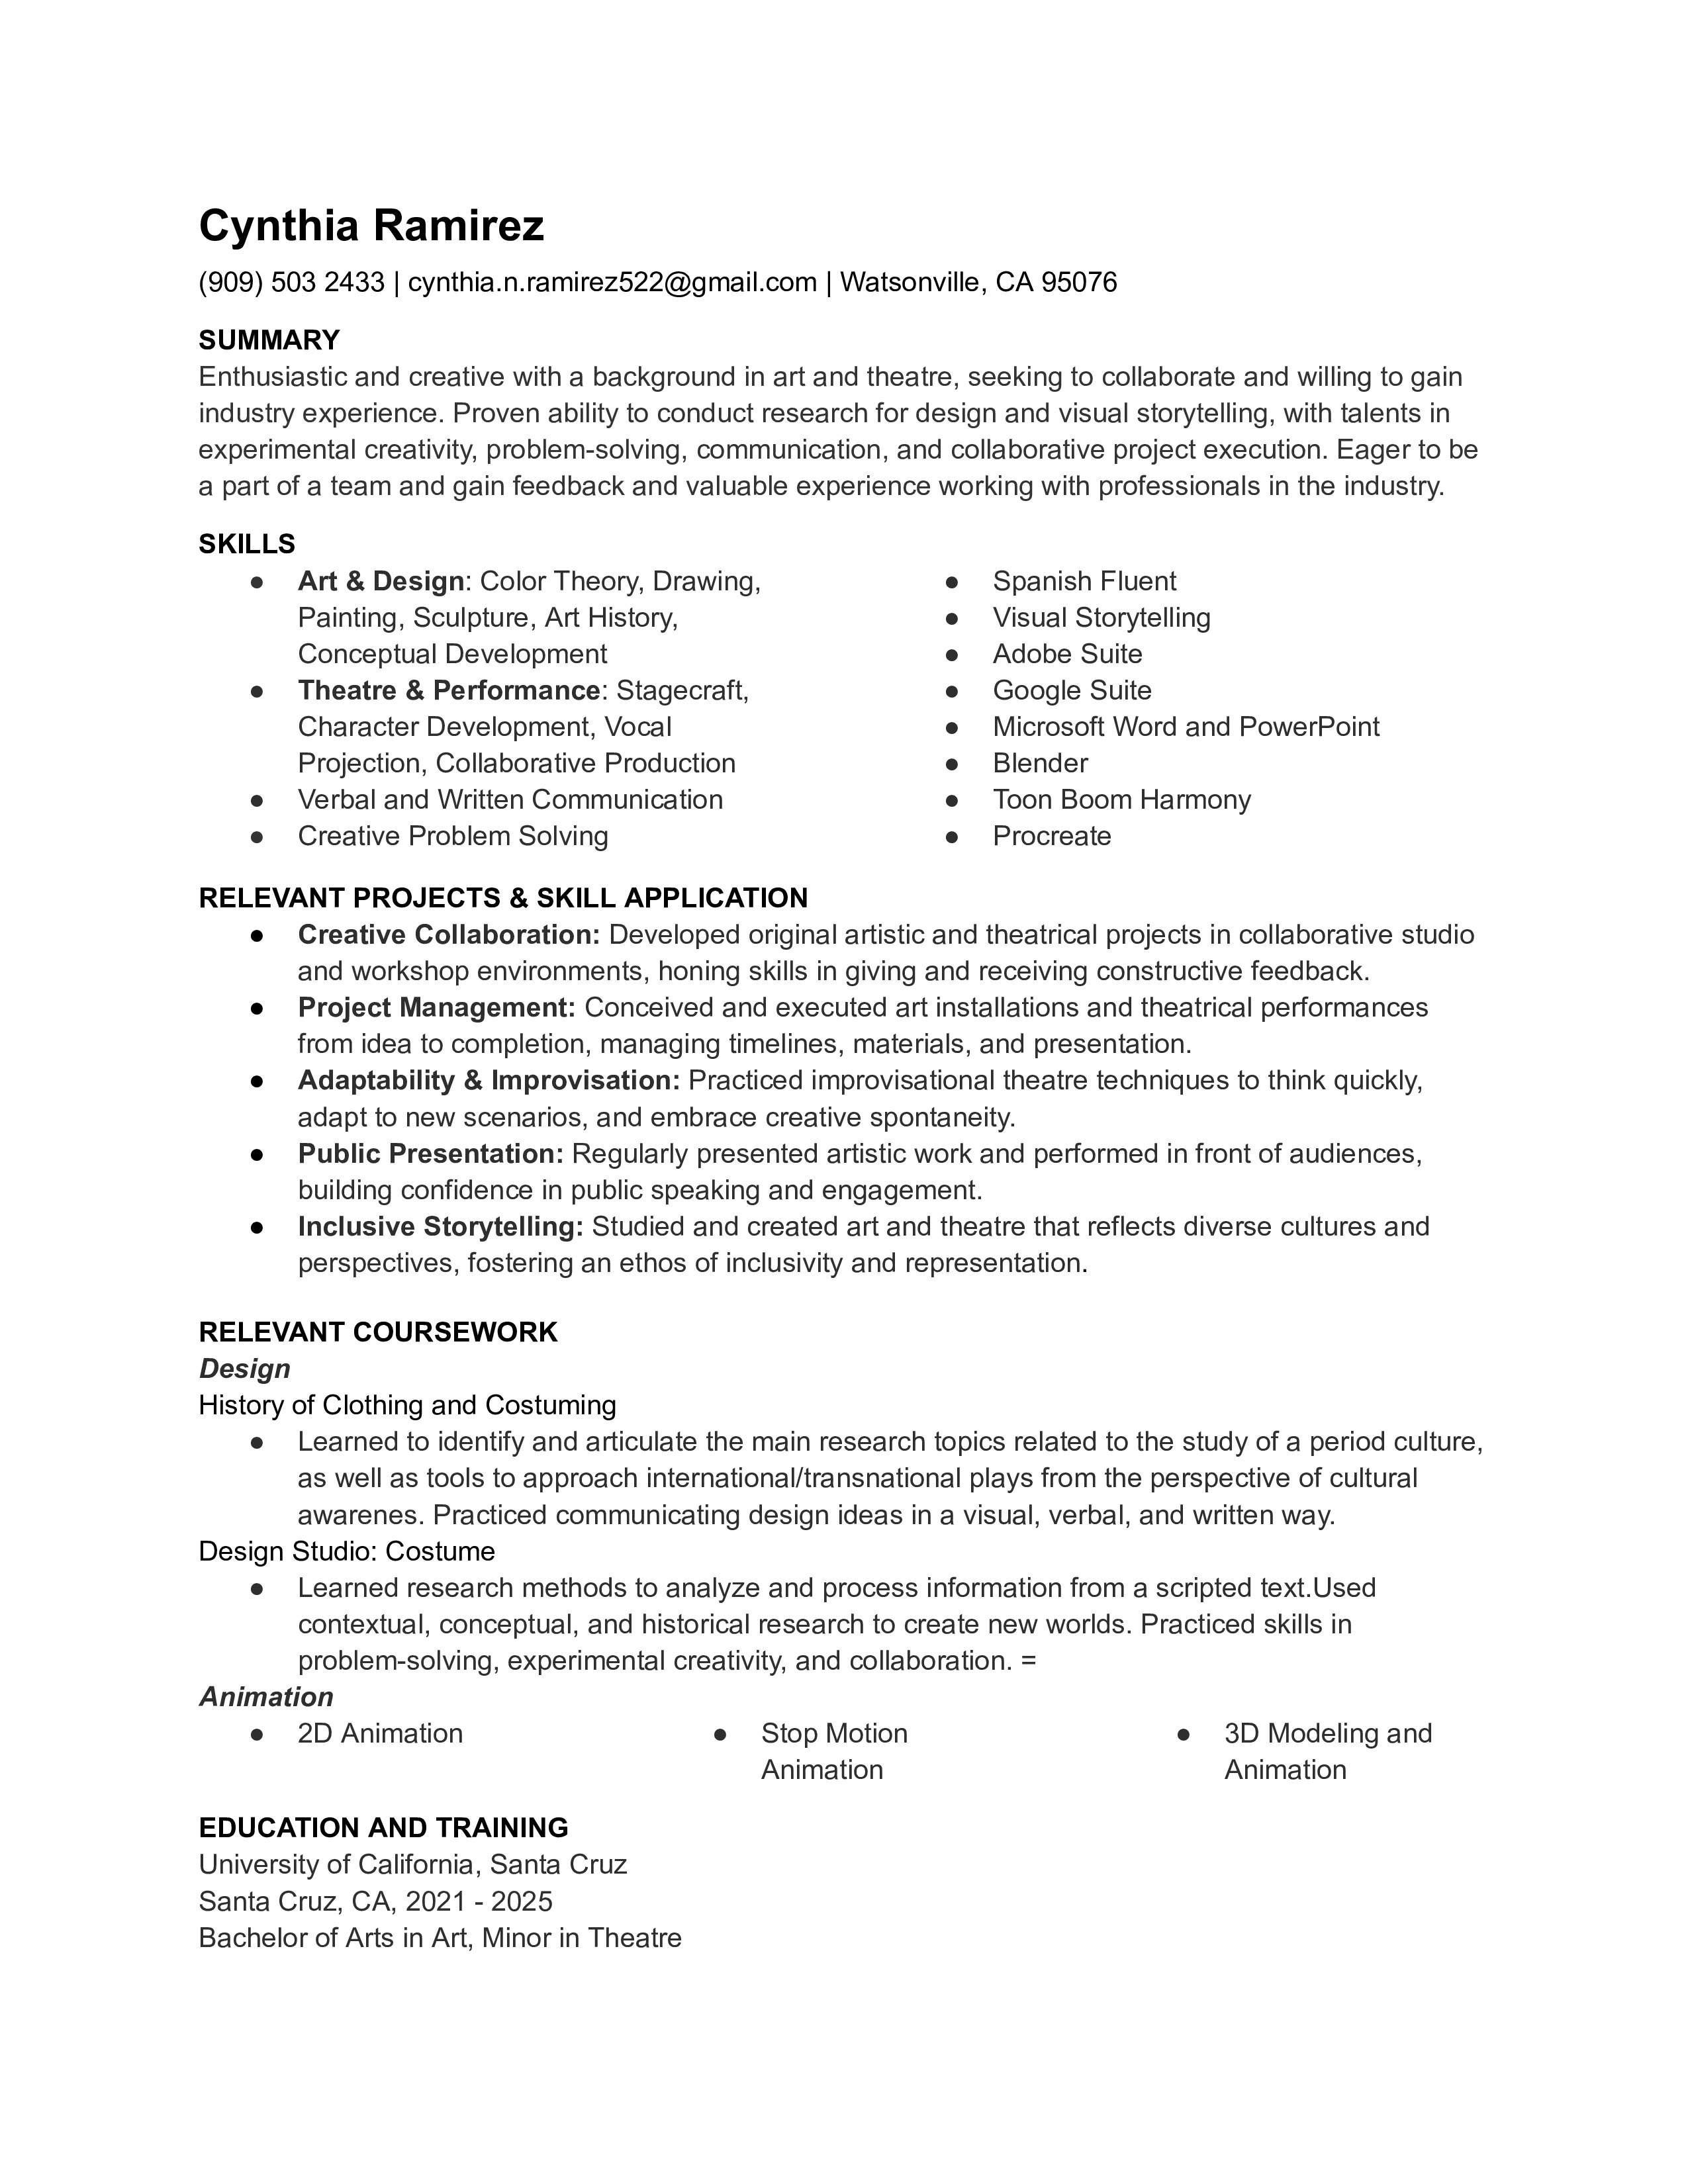 Cynthia Ramirez
(909) 503 2433 | cynthia.n.ramirez522@gmail.com | Watsonville, CA 95076
SUMMARY
Enthusiastic and creative with a background in art and theatre, seeking to collaborate and willing to gain
industry experience. Proven ability to conduct research for design and visual storytelling, with talents in
experimental creativity, problem-solving, communication, and collaborative project execution. Eager to be
a part of a team and gain feedback and valuable experience working with professionals in the industry.
SKILLS
● Art & Design: Color Theory, Drawing,
Painting, Sculpture, Art History,
Conceptual Development
● Theatre & Performance: Stagecraft,
Character Development, Vocal
Projection, Collaborative Production
● Verbal and Written Communication
● Creative Problem Solving
● Spanish Fluent
● Visual Storytelling
● Adobe Suite
● Google Suite
● Microsoft Word and PowerPoint
● Blender
● Toon Boom Harmony
● Procreate
RELEVANT PROJECTS & SKILL APPLICATION
● Creative Collaboration: Developed original artistic and theatrical projects in collaborative studio
and workshop environments, honing skills in giving and receiving constructive feedback.
● Project Management: Conceived and executed art installations and theatrical performances
from idea to completion, managing timelines, materials, and presentation.
● Adaptability & Improvisation: Practiced improvisational theatre techniques to think quickly,
adapt to new scenarios, and embrace creative spontaneity.
● Public Presentation: Regularly presented artistic work and performed in front of audiences,
building confidence in public speaking and engagement.
● Inclusive Storytelling: Studied and created art and theatre that reflects diverse cultures and
perspectives, fostering an ethos of inclusivity and representation.
RELEVANT COURSEWORK
Design
History of Clothing and Costuming
● Learned to identify and articulate the main research topics related to the study of a period culture,
as well as tools to approach international/transnational plays from the perspective of cultural
awarenes. Practiced communicating design ideas in a visual, verbal, and written way.
Design Studio: Costume
● Learned research methods to analyze and process information from a scripted text.Used
contextual, conceptual, and historical research to create new worlds. Practiced skills in
problem-solving, experimental creativity, and collaboration. =
Animation
● 2D Animation
● Stop Motion
Animation
● 3D Modeling and
Animation
EDUCATION AND TRAINING
University of California, Santa Cruz
Santa Cruz, CA, 2021 - 2025
Bachelor of Arts in Art, Minor in Theatre